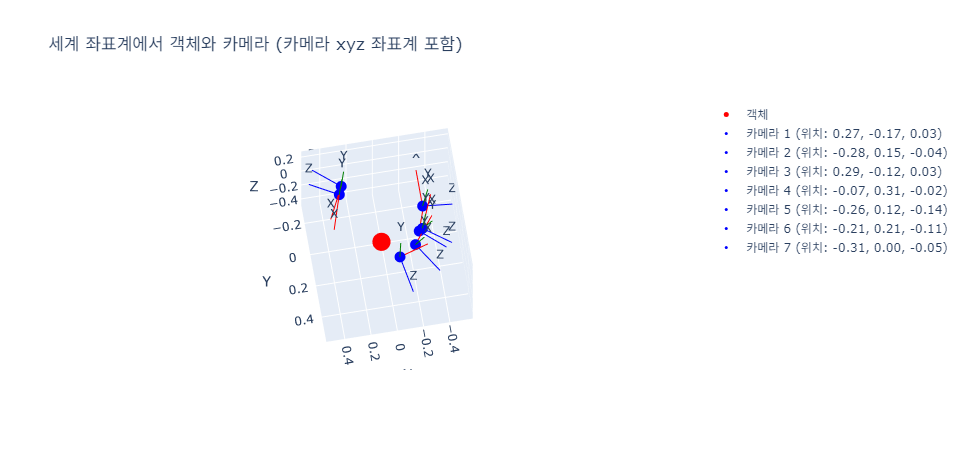 세계 좌표계에서 객체와 카메라 (카메라 xyz 좌표계 포함)
객체
카메라 1 (위치: 0.27, -0.17, 0.03)
카메라 2 (위치: -0.28, 0.15, -0.04)
카메라 3 (위치: 0.29, -0.12, 0.03)
카메라 4 (위치: -0.07, 0.31, -0.02)
카메라 5 (위치: -0.26, 0.12, -0.14)
카메라 6 (위치: -0.21, 0.21, -0.11)
카메라 7 (위치: -0.31, 0.00, -0.05)
Z
0.2
0
−0.2
−0.4
Y
−0.2
0
0.2
0.4
0.4
0.2
0
−0.2
−0.4
Z
Y
Y
X
X
Y
Z
Z
Z
Z
Z